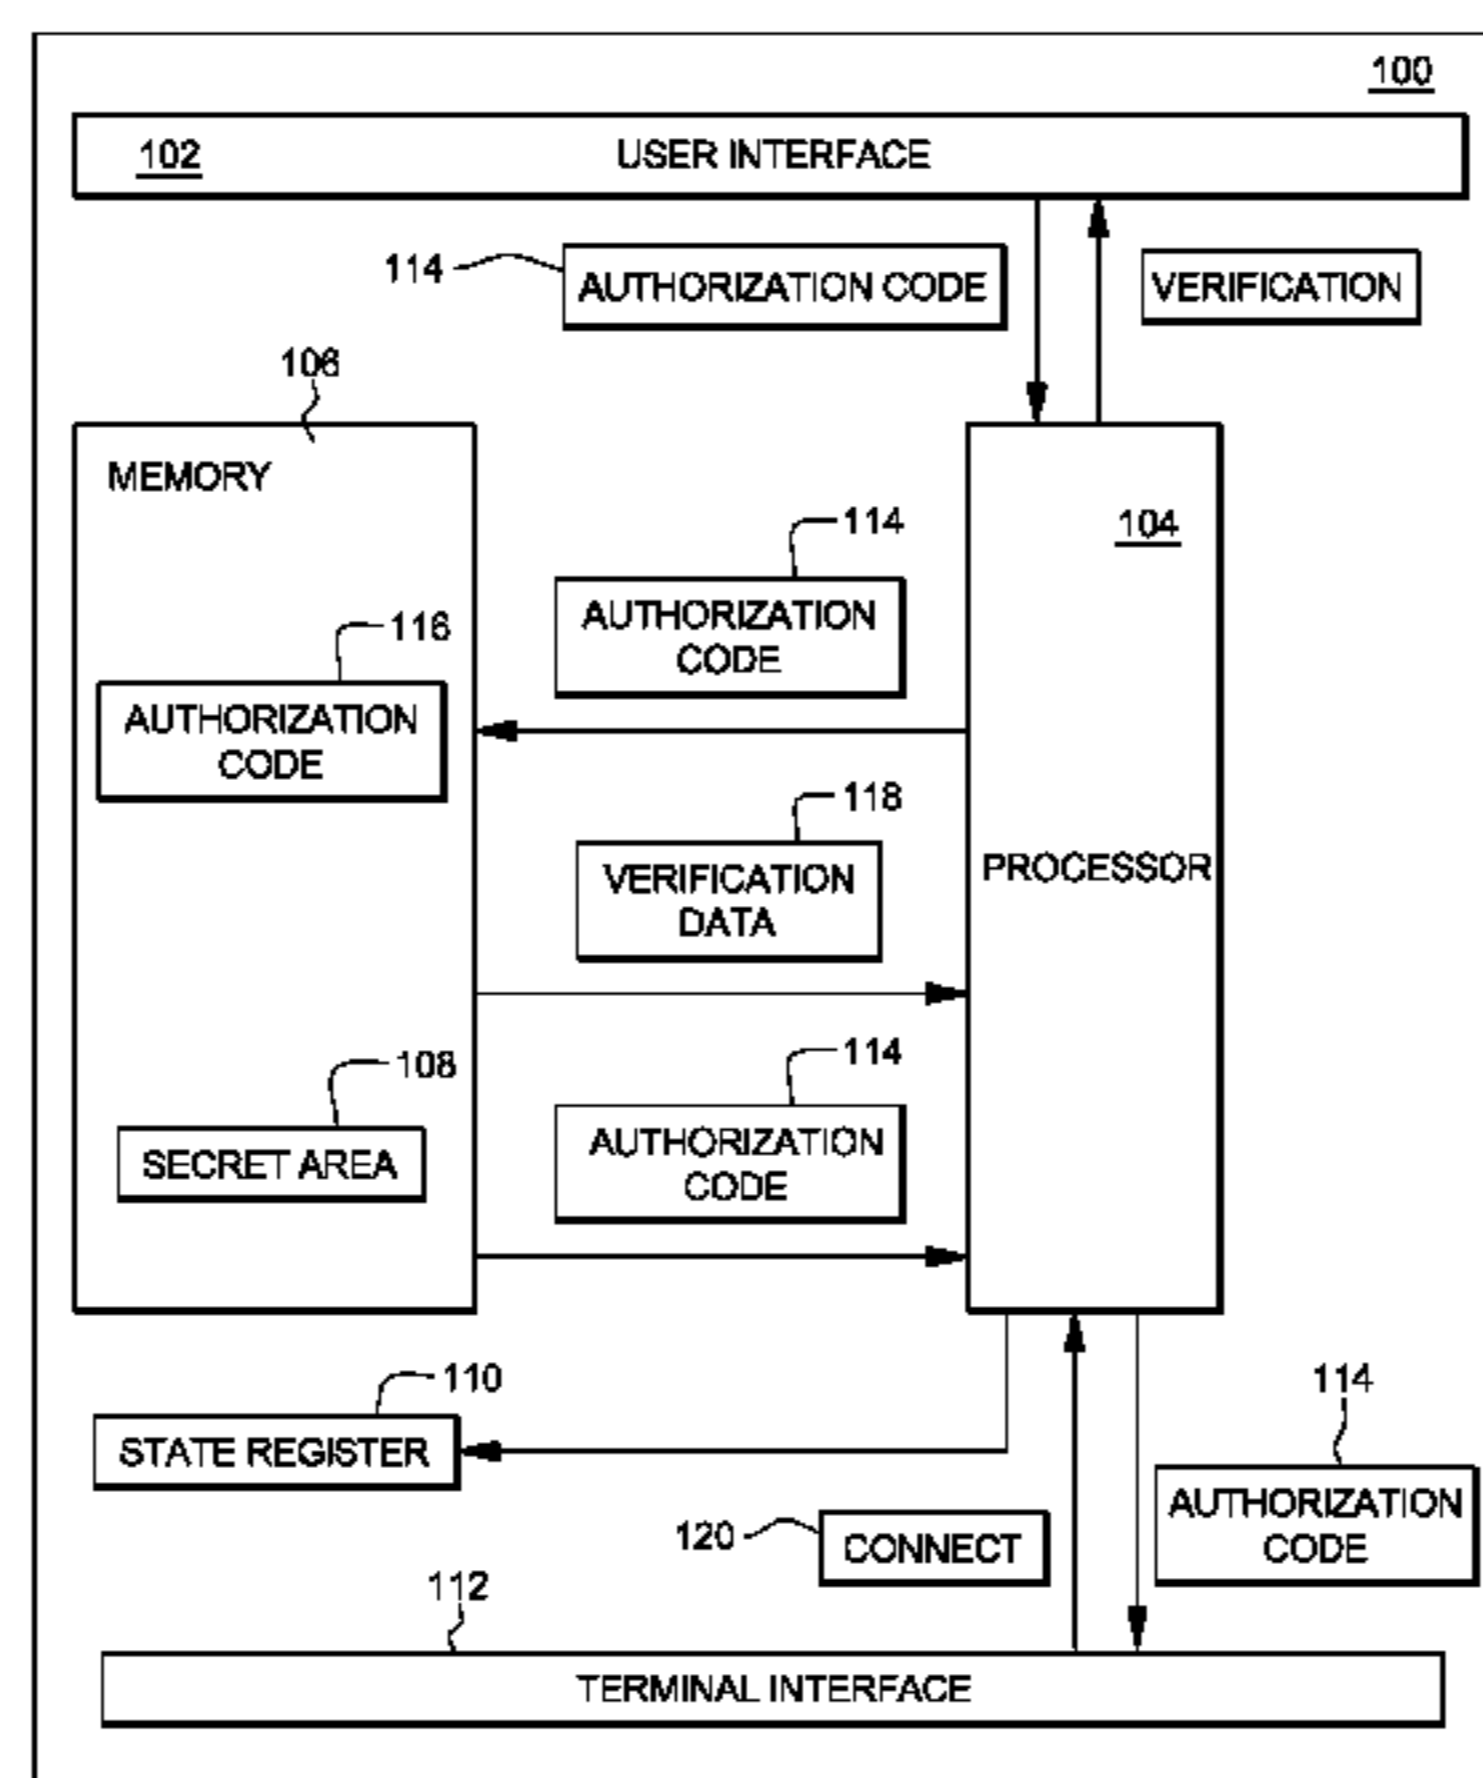 100
102
USER INTERFACE
114
AUTHORIZATION CODE
VERIFICATION
106
MEMORY
104
114
AUTHORIZATION
CODE
116
AUTHORIZATION
CODE
118
VERIFICATION
DATA
PROCESSOR
108
SECRET AREA
114
AUTHORIZATION
CODE
110
STATE REGISTER
114
AUTHORIZATION
CODE
120
CONNECT
112
TERMINAL INTERFACE